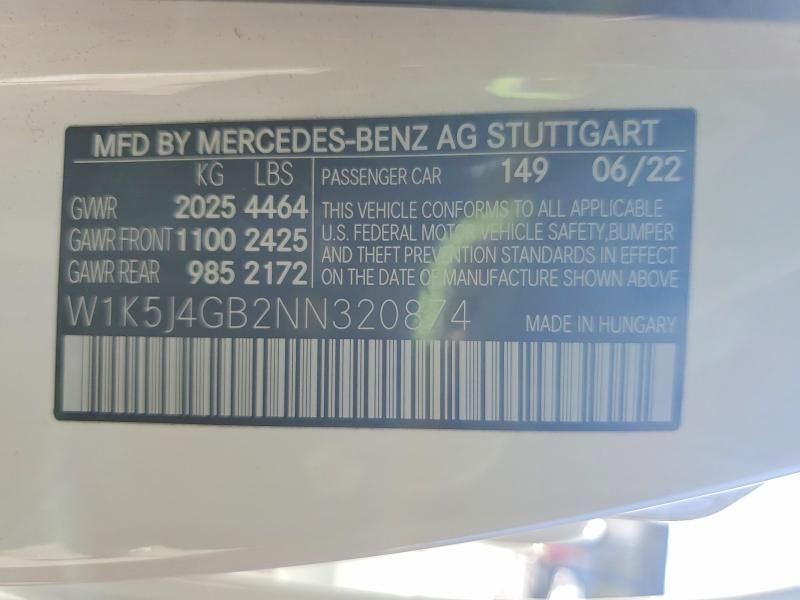 MFD BY MERCEDES-BENZ AG STUTTGART
KG LBS
GVWR 2025 4464
GAWR FRONT 1100 2425
GAWR REAR 985 2172
PASSENGER CAR 149 06/22
THIS VEHICLE CONFORMS TO ALL APPLICABLE
U.S. FEDERAL MOTOR VEHICLE SAFETY,BUMPER
AND THEFT PREVENTION STANDARDS IN EFFECT
ON THE DATE OF MANUFACTURE SHOWN ABOVE
W1K5J4GB2NN320874
MADE IN HUNGARY